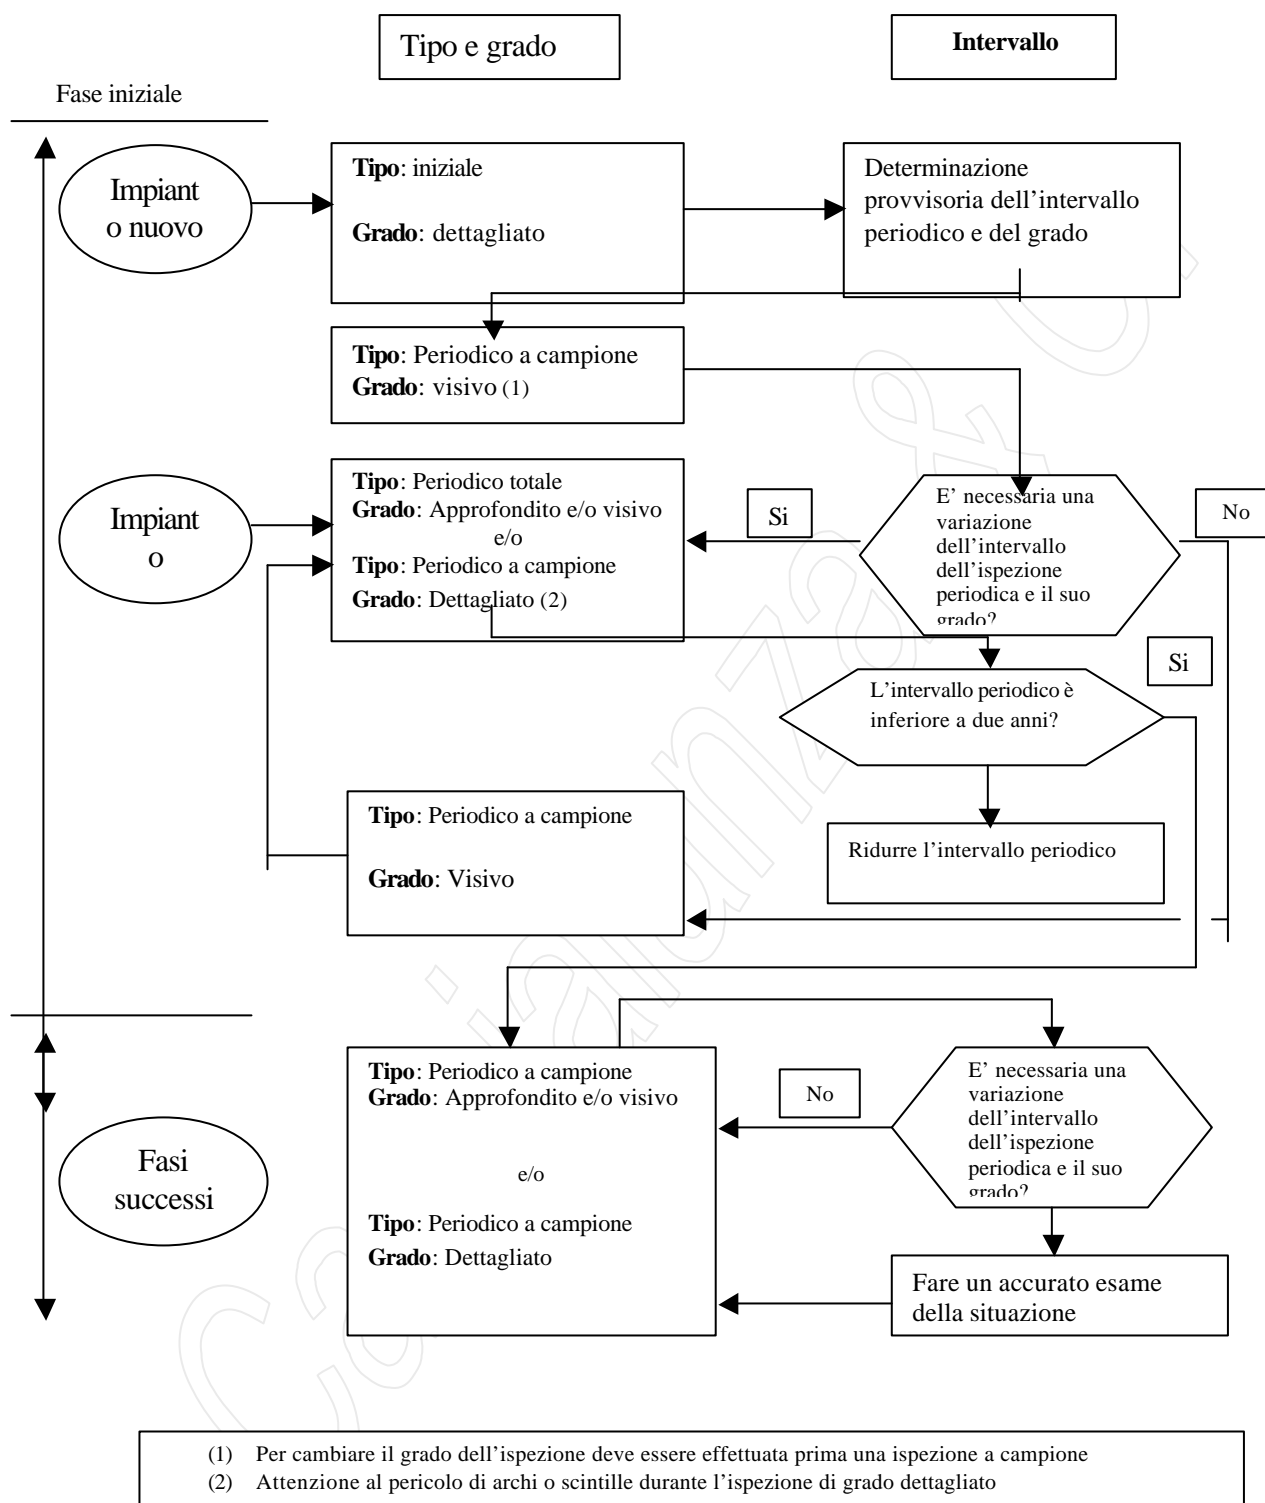 Tipo e grado
Intervallo
Fase iniziale
Impiant
o nuovo
Tipo: iniziale
Grado: dettagliato
Determinazione
provvisoria dell’intervallo
periodico e del grado
Tipo: Periodico a campione
Grado: visivo (1)
Impiant
o
Tipo: Periodico totale
Grado: Approfondito e/o visivo
e/o
Tipo: Periodico a campione
Grado: Dettagliato (2)
Si
E’ necessaria una
variazione
dell’intervallo
dell’ispezione
periodica e il suo
grado?
No
Si
L’intervallo periodico è
inferiore a due anni?
Tipo: Periodico a campione
Grado: Visivo
Ridurre l’intervallo periodico
Tipo: Periodico a campione
Grado: Approfondito e/o visivo
e/o
Tipo: Periodico a campione
Grado: Dettagliato
No
E’ necessaria una
variazione
dell’intervallo
dell’ispezione
periodica e il suo
grado?
Fasi
successi
Fare un accurato esame
della situazione
(1) Per cambiare il grado dell’ispezione deve essere effettuata prima una ispezione a campione
(2) Attenzione al pericolo di archi o scintille durante l’ispezione di grado dettagliato